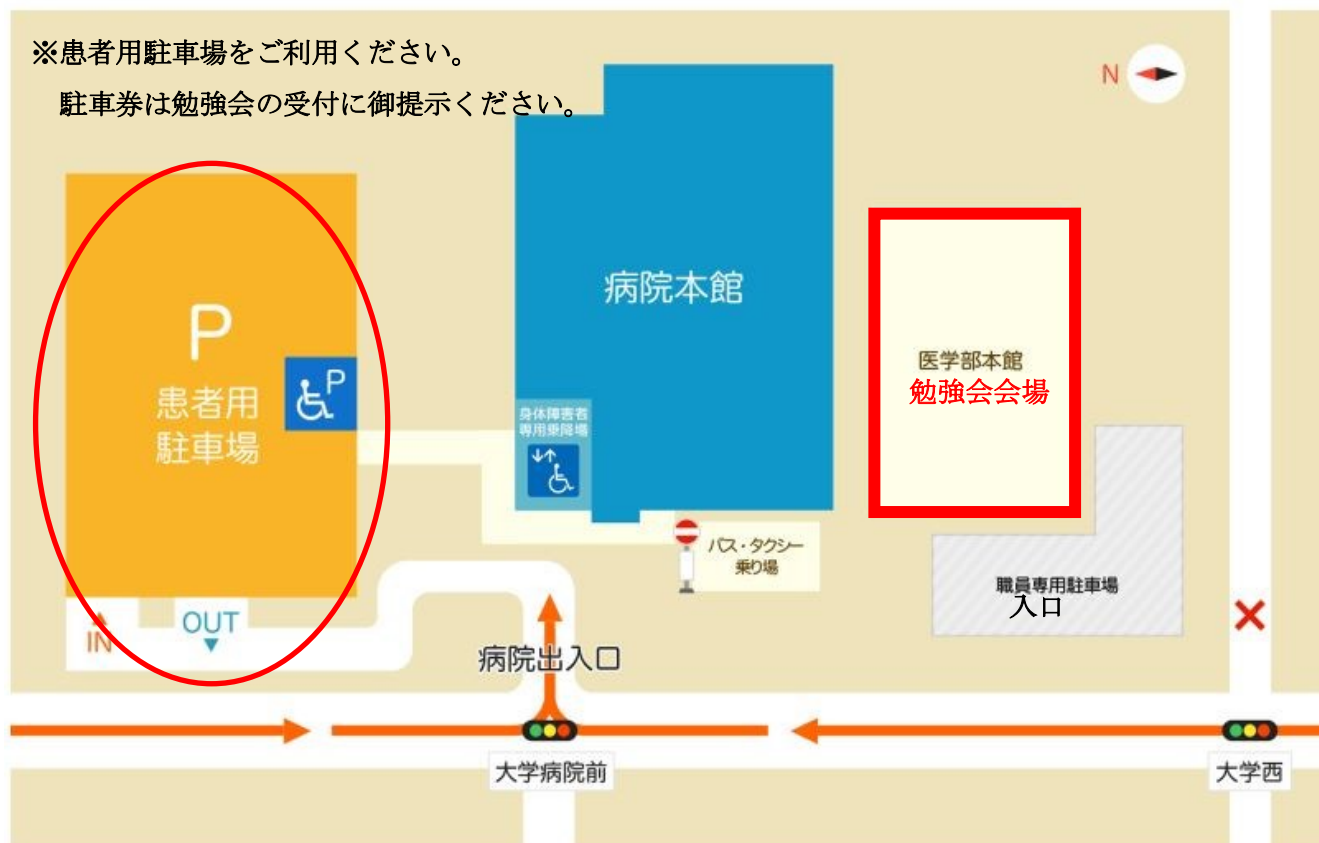 ※患者用駐車場をご利用ください。
駐車券は勉強会の受付に御提示ください。
N
P
患者用
駐車場
P
病院本館
身体障害者
専用乗降場
医学部本館
勉強会会場
バス・タクシー
乗り場
職員専用駐車場
入口
IN
OUT
病院出入口
大学病院前
大学西